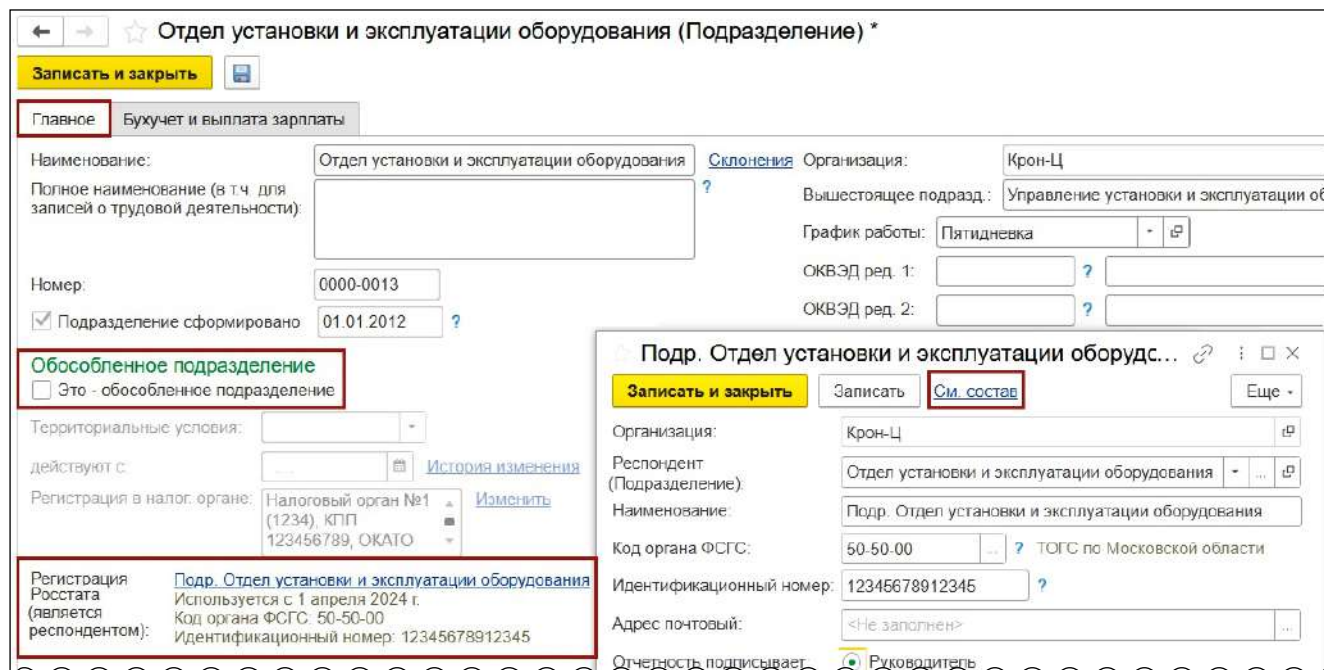 Отдел установки и эксплуатации оборудования (Подразделение) *
Записать и закрыть
Главное
Бухучет и выплата зарплаты
Наименование:
Отдел установки и эксплуатации оборудования
Склонения
Организация:
Крон-Ц
Полное наименование (в т.ч. для
записей о трудовой деятельности):
?
Вышестоящее подразд.:
Управление установки и эксплуатации об
График работы:
Пятидневка
ОКВЭД ред. 1:
?
Номер:
0000-0013
ОКВЭД ред. 2:
?
Подразделение сформировано
01.01.2012
?
Обособленное подразделение
Это - обособленное подразделение
Территориальные условия:
действуют с:
История изменения
Регистрация в налог. органе:
Налоговый орган №1
(1234), КПП
123456789, ОКАТО
Изменить
Регистрация
Росстата
(является
респондентом):
Подр. Отдел установки и эксплуатации оборудования
Используется с 1 апреля 2024 г.
Код органа ФСГС: 50-50-00
Идентификационный номер: 12345678912345
Подр. Отдел установки и эксплуатации оборудс...
Записать и закрыть
Записать
См. состав
Еще
Организация:
Крон-Ц
Респондент
(Подразделение):
Отдел установки и эксплуатации оборудования
...
Наименование:
Подр. Отдел установки и эксплуатации оборудования
Код органа ФСГС:
50-50-00
...
?
ТОГС по Московской области
Идентификационный номер:
12345678912345
?
Адрес почтовый:
<Не заполнен>
...
Отчетность подписывает
Руководитель